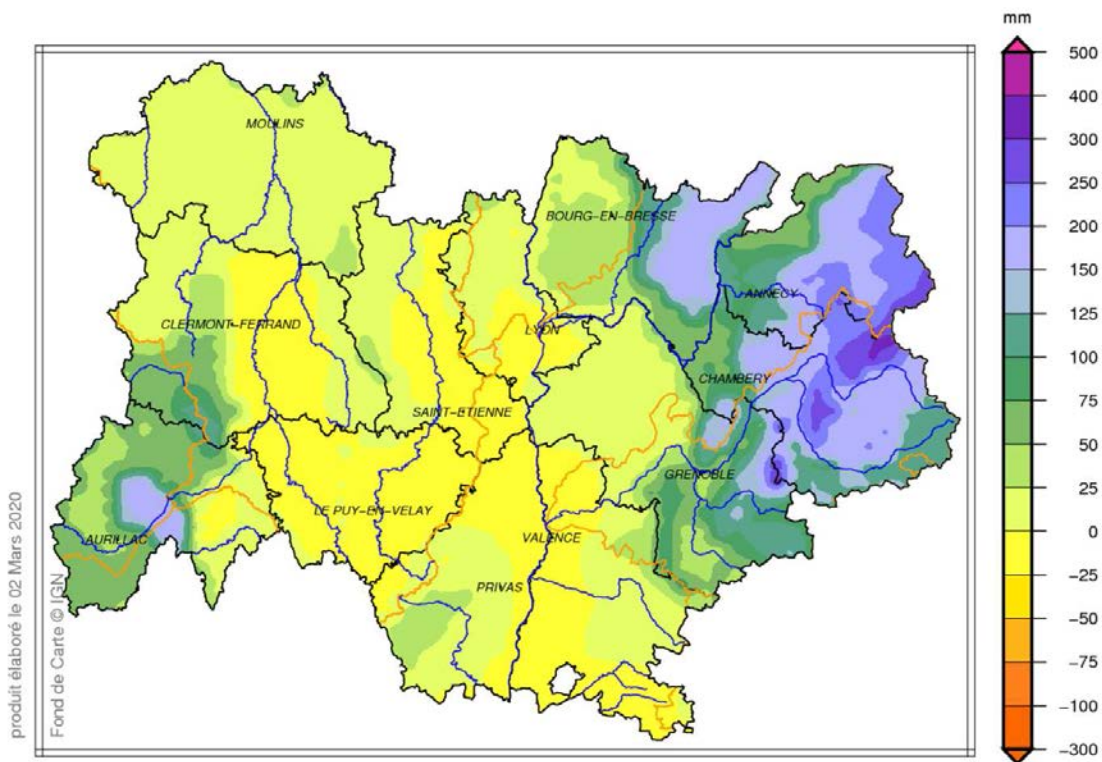 mm
500
400
300
250
200
150
125
100
75
50
25
0
-25
-50
-75
-100
-300
MOULINS
BOURG-EN-BRESSE
ANNECY
CLERMONT-FERRAND
LYON
CHAMBERY
SAINT-ETIENNE
GRENOBLE
LE PUY-EN-VELAY
AURILLAC
VALENCE
PRIVAS
produit élaboré le 02 Mars 2020
Fond de Carte © IGN